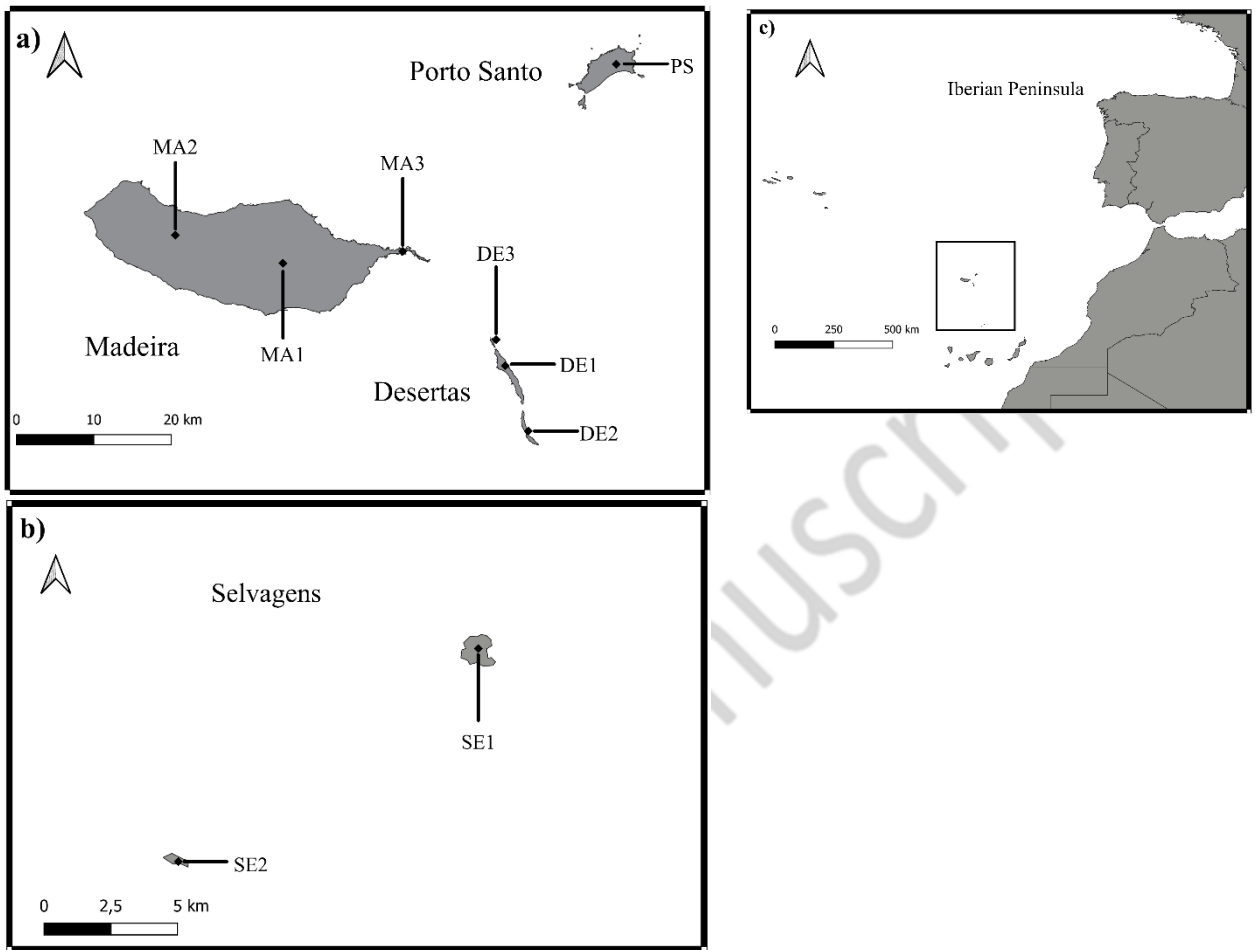 a)
Porto Santo
PS
MA2
MA3
DE3
Madeira
MA1
DE1
Desertas
DE2
0 10 20 km
b)
Selvagens
SE1
SE2
0 2,5 5 km
c)
Iberian Peninsula
0 250 500 km